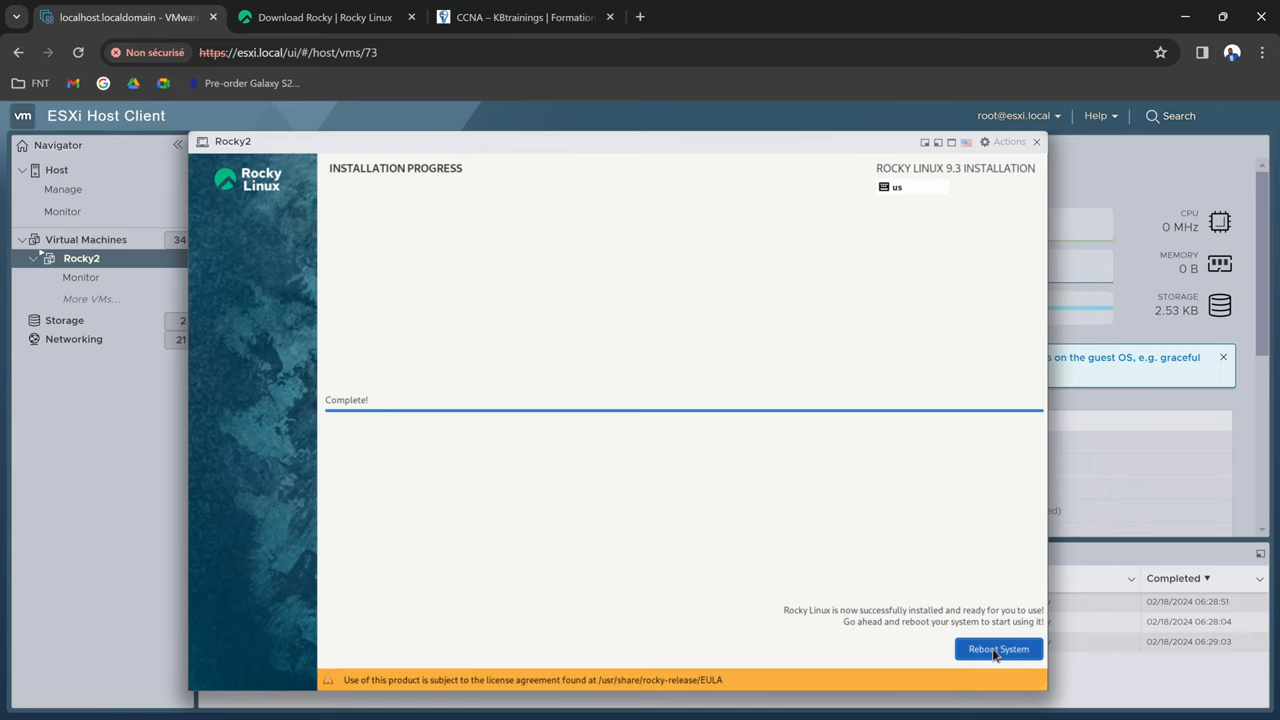 localhost.localdomain - VMwar
Download Rocky | Rocky Linux
CCNA – KBtrainings | Formation
Non sécurisé
https://esxi.local/ui/#/host/vms/73
FNT
Pre-order Galaxy S2...
vm
ESXi Host Client
root@esxi.local
Help
Search
Navigator
Host
Manage
Monitor
Virtual Machines
34
Rocky2
Monitor
More VMs...
Storage
2
Networking
21
Rocky2
Actions
Rocky Linux
INSTALLATION PROGRESS
ROCKY LINUX 9.3 INSTALLATION
us
Complete!
Rocky Linux is now successfully installed and ready for you to use!
Go ahead and reboot your system to start using it!
Reboot System
Use of this product is subject to the license agreement found at /usr/share/rocky-release/EULA
CPU
0 MHz
MEMORY
0 B
STORAGE
2.53 KB
s on the guest OS, e.g. graceful
ed)
Completed
02/18/2024 06:28:51
02/18/2024 06:28:04
02/18/2024 06:29:03